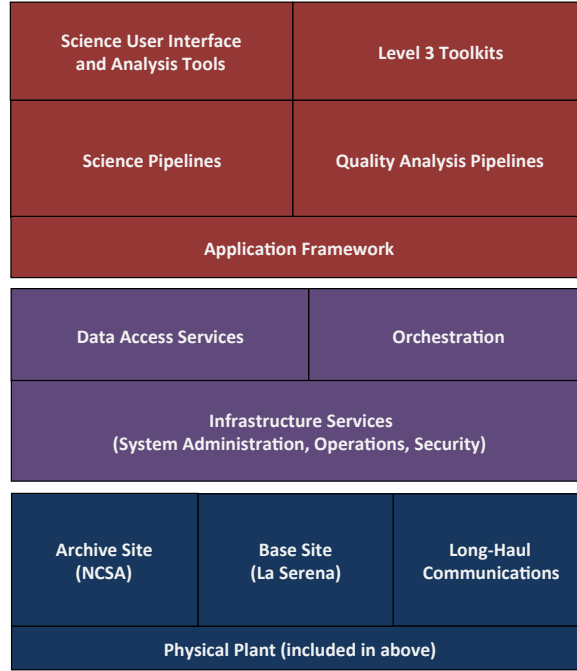 Science User Interface
and Analysis Tools
Level 3 Toolkits
Science Pipelines
Quality Analysis Pipelines
Application Framework
Data Access Services
Orchestration
Infrastructure Services
(System Administration, Operations, Security)
Archive Site
(NCSA)
Base Site
(La Serena)
Long-Haul
Communications
Physical Plant (included in above)